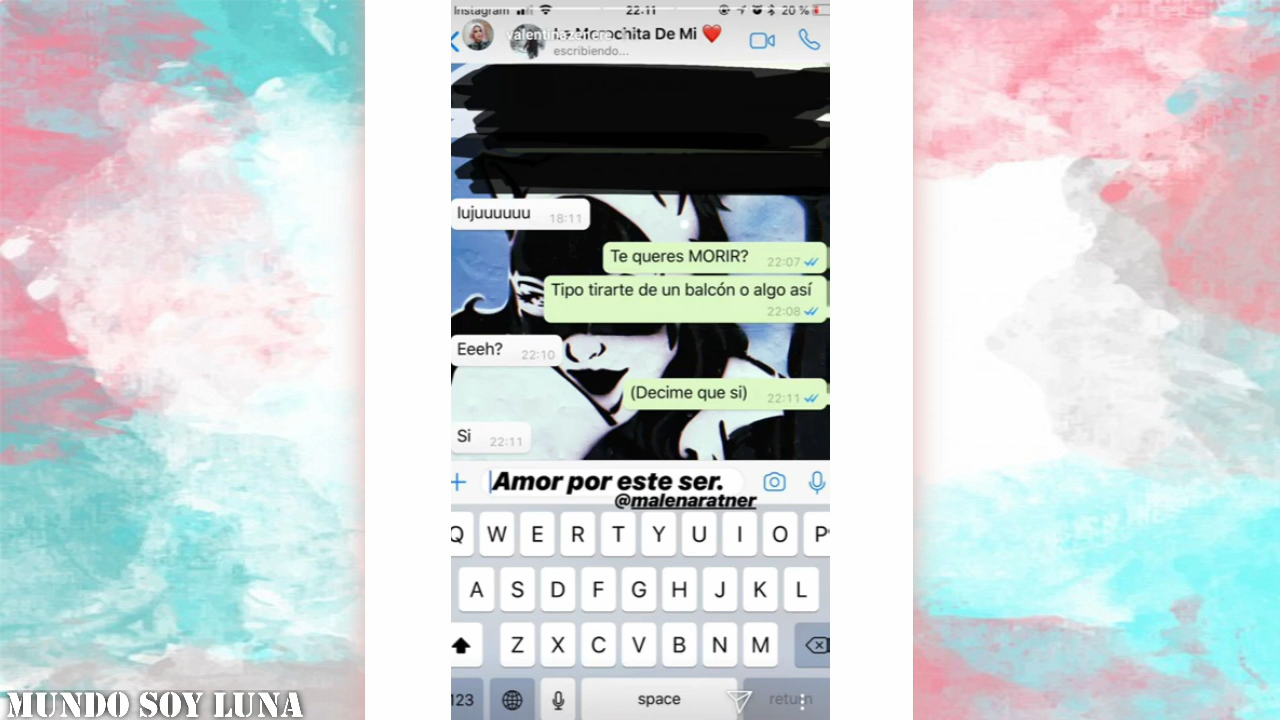 Instagram 22.11 20 %
valentinazenere
Morochita De Mi ❤️
escribiendo...
Iujuuuuuu 18:11
Te queres MORIR? 22:07
Tipo tirarte de un balcón o algo así
22:08
Eeeh? 22:10
(Decime que si) 22:11
Si 22:11
Amor por este ser.
@malenaratner
Q W E R T Y U I O P
A S D F G H J K L
Z X C V B N M
123 space return
MUNDO SOY LUNA